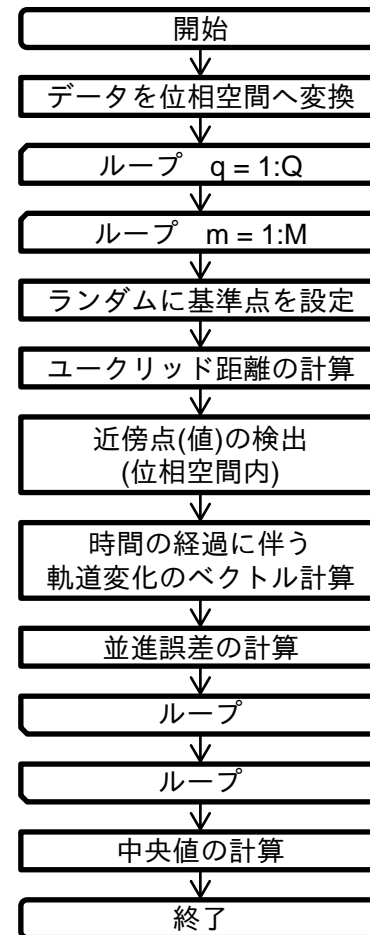 開始
データを位相空間へ変換
ループ　q = 1:Q
ループ　m = 1:M
ランダムに基準点を設定
ユークリッド距離の計算
近傍点(値)の検出
(位相空間内)
時間の経過に伴う
軌道変化のベクトル計算
並進誤差の計算
ループ
ループ
中央値の計算
終了